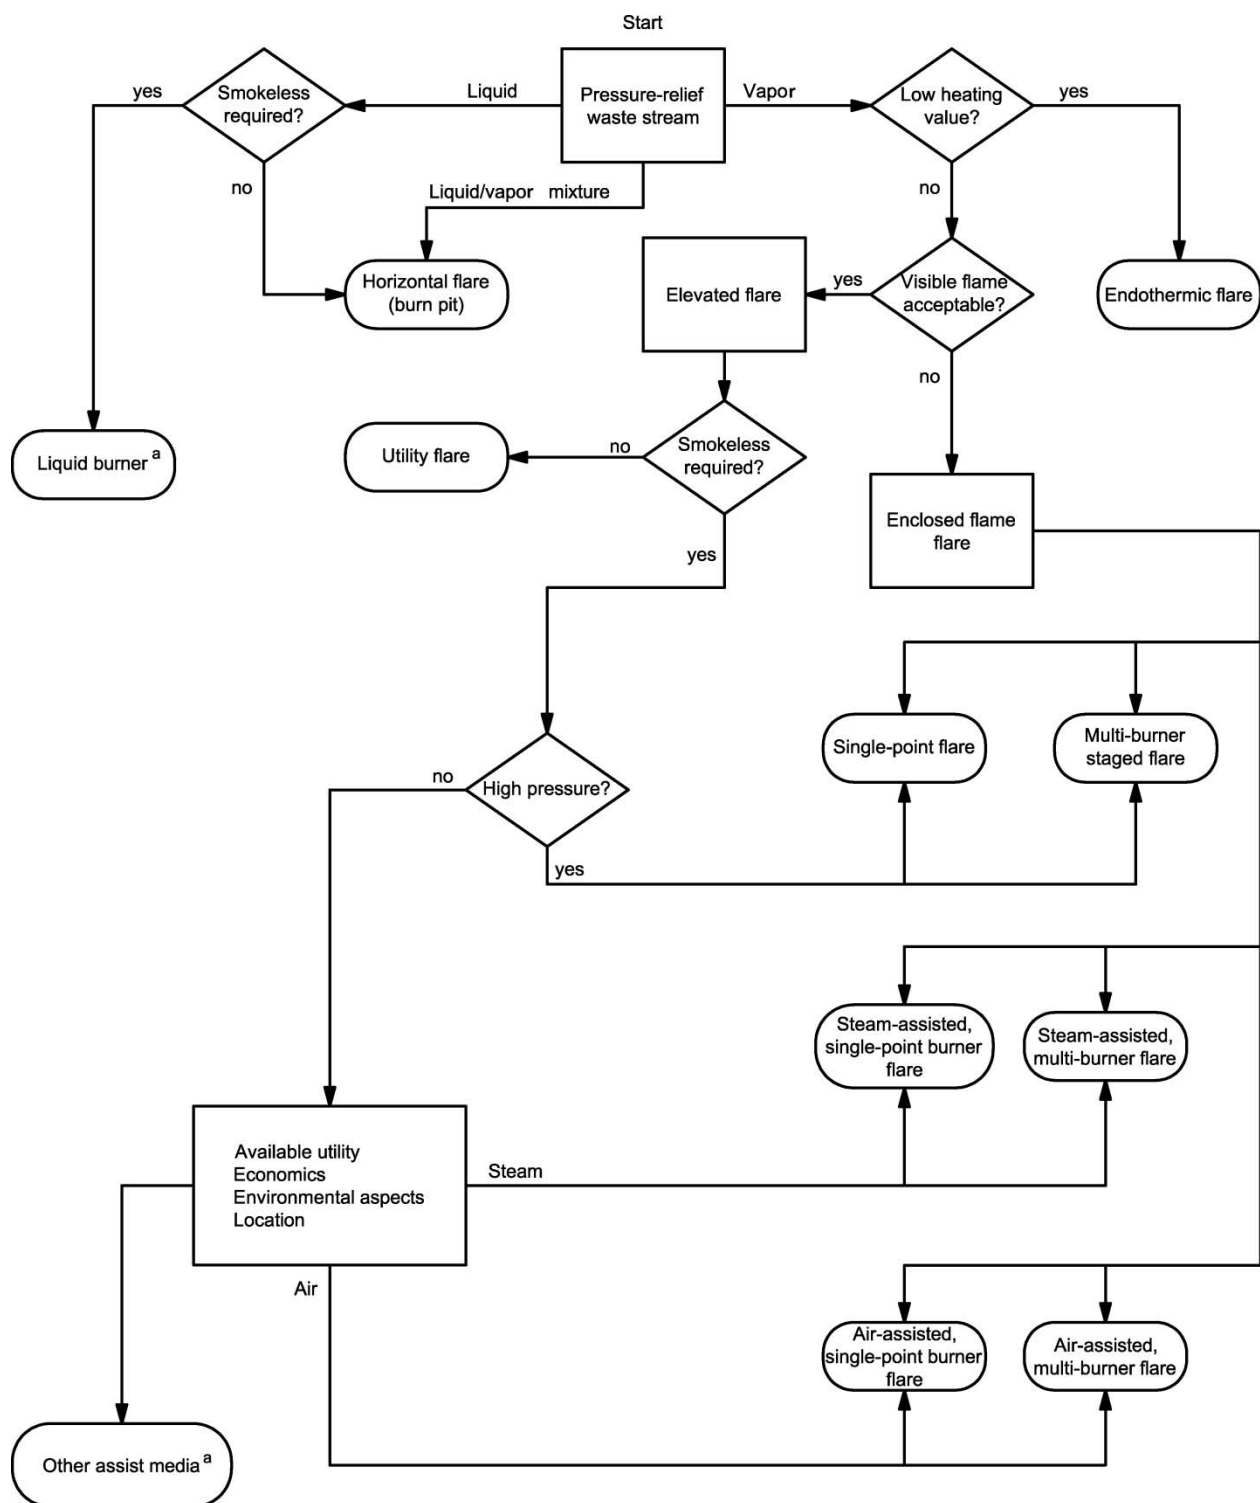 Start
yes
Smokeless
required?
Liquid
Pressure-relief
waste stream
Vapor
Low heating
value?
yes
no
Liquid/vapor mixture
no
Horizontal flare
(burn pit)
Elevated flare
yes
Visible flame
acceptable?
Endothermic flare
no
Liquid burner a
Utility flare
no
Smokeless
required?
Enclosed flame
flare
yes
Single-point flare
Multi-burner
staged flare
no
High pressure?
yes
Steam-assisted,
single-point burner
flare
Steam-assisted,
multi-burner flare
Available utility
Economics
Environmental aspects
Location
Steam
Air
Air-assisted,
single-point burner
flare
Air-assisted,
multi-burner flare
Other assist media a